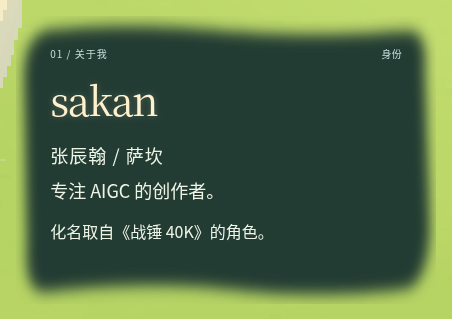 01 / 关于我
身份
sakan
张辰翰 / 萨坎
专注 AIGC 的创作者。
化名取自《战锤 40K》的角色。